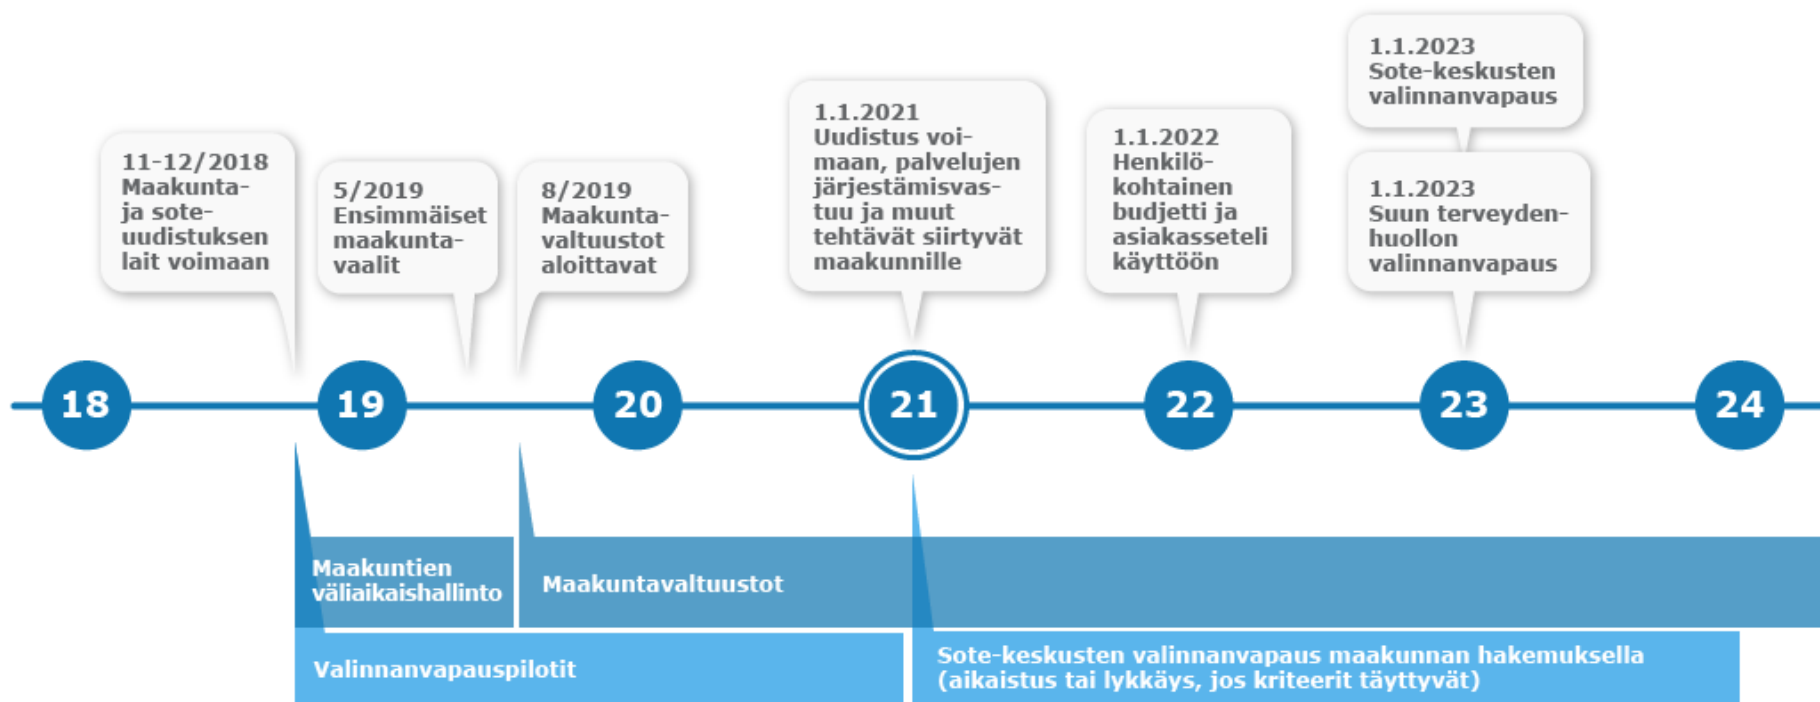 11-12/2018
Maakunta-
ja sote-
uudistuksen
lait voimaan
5/2019
Ensimmäiset
maakunta-
vaalit
8/2019
Maakunta-
valtuustot
aloittavat
1.1.2021
Uudistus voi-
maan, palvelujen
järjestämisvas-
tuu ja muut
tehtävät siirtyvät
maakunnille
1.1.2022
Henkilö-
kohtainen
budjetti ja
asiakasseteli
käyttöön
1.1.2023
Sote-keskusten
valinnanvapaus
1.1.2023
Suun terveyden-
huollon
valinnanvapaus
18
19
20
21
22
23
24
Maakuntien
väliaikaishallinto
Maakuntavaltuustot
Valinnanvapauspilotit
Sote-keskusten valinnanvapaus maakunnan hakemuksella
(aikaistus tai lykkäys, jos kriteerit täyttyvät)